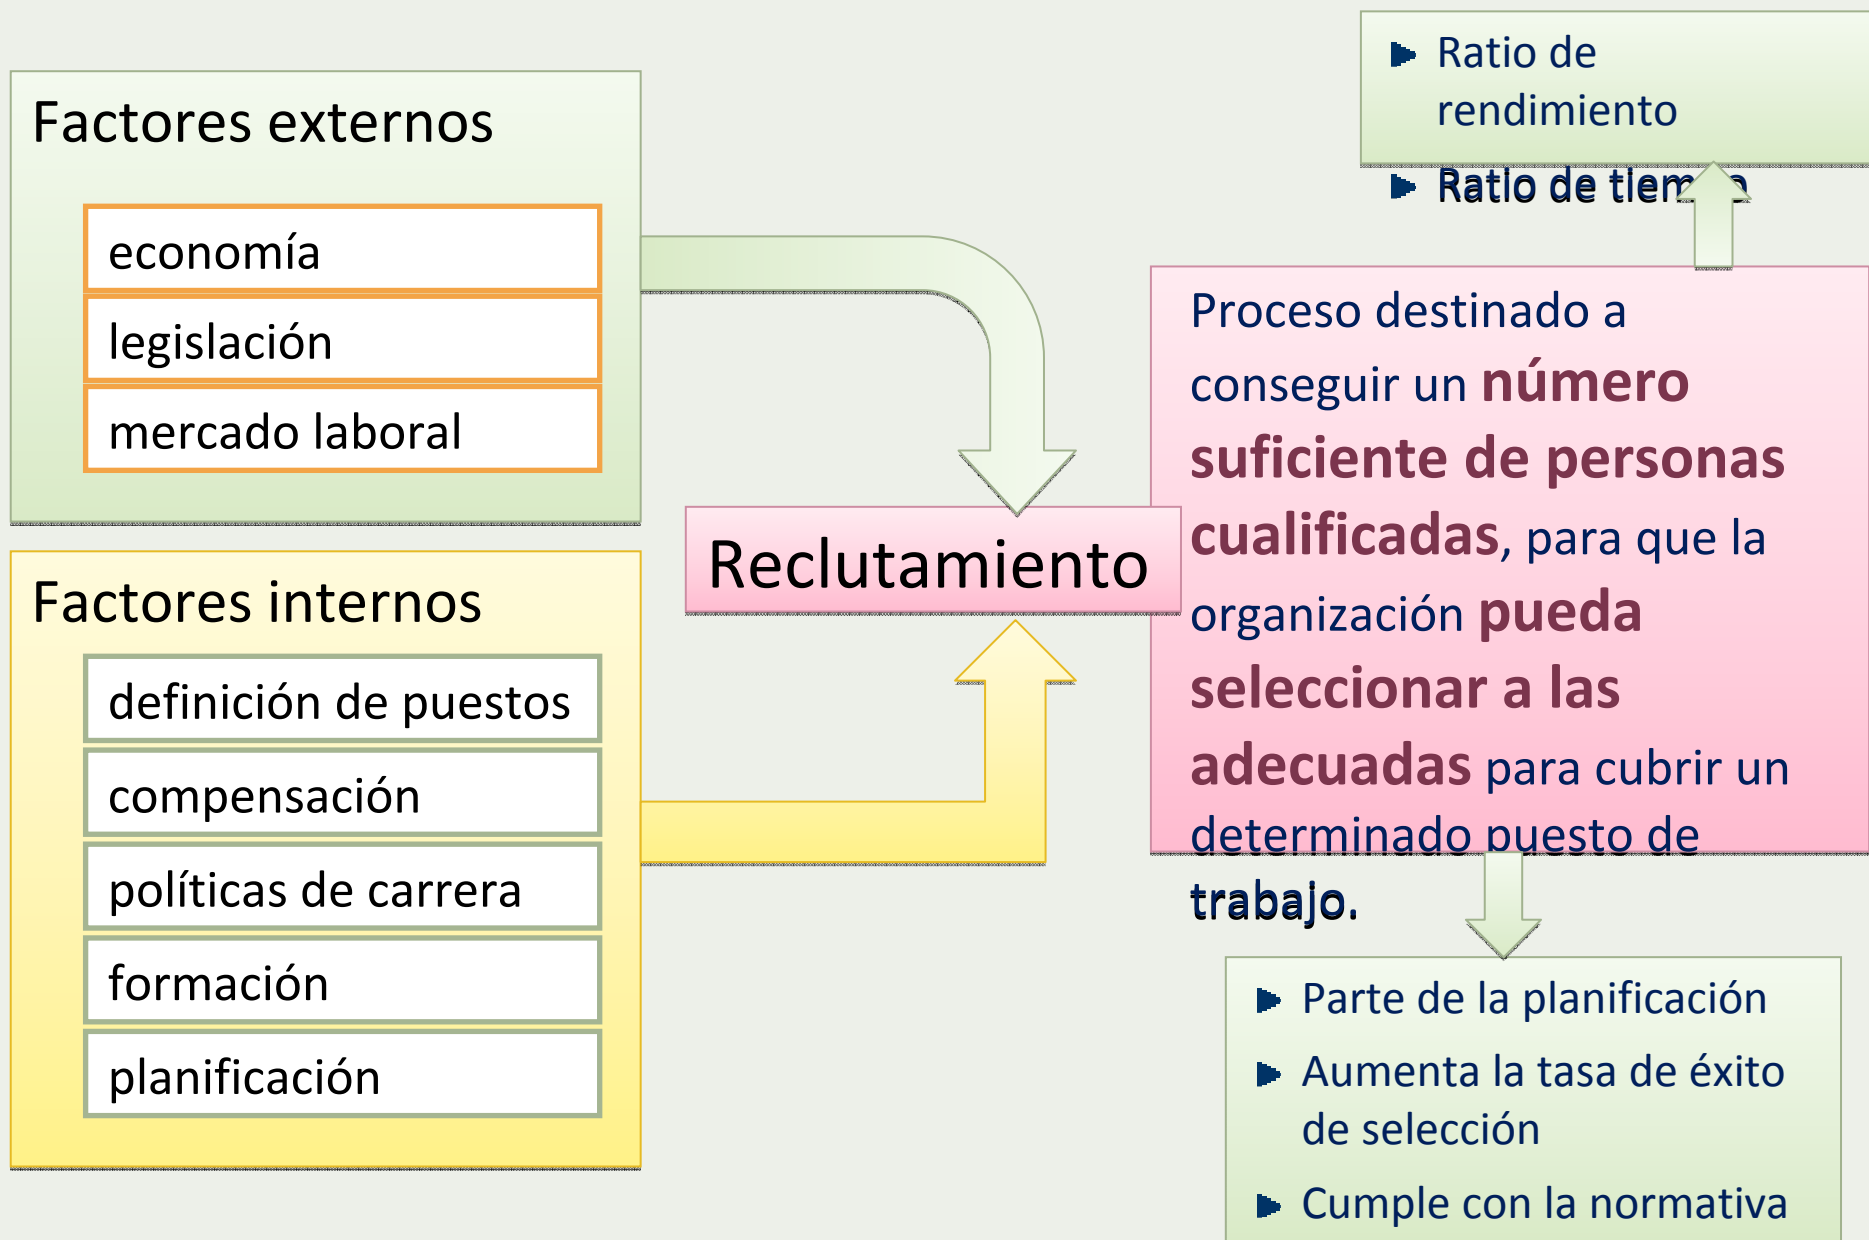 Factores externos
economía
legislación
mercado laboral
Factores internos
definición de puestos
compensación
políticas de carrera
formación
planificación
Reclutamiento
Ratio de
rendimiento
Ratio de tiempo
Proceso destinado a
conseguir un número
suficiente de personas
cualificadas, para que la
organización pueda
seleccionar a las
adecuadas para cubrir un
determinado puesto de
trabajo.
Parte de la planificación
Aumenta la tasa de éxito
de selección
Cumple con la normativa